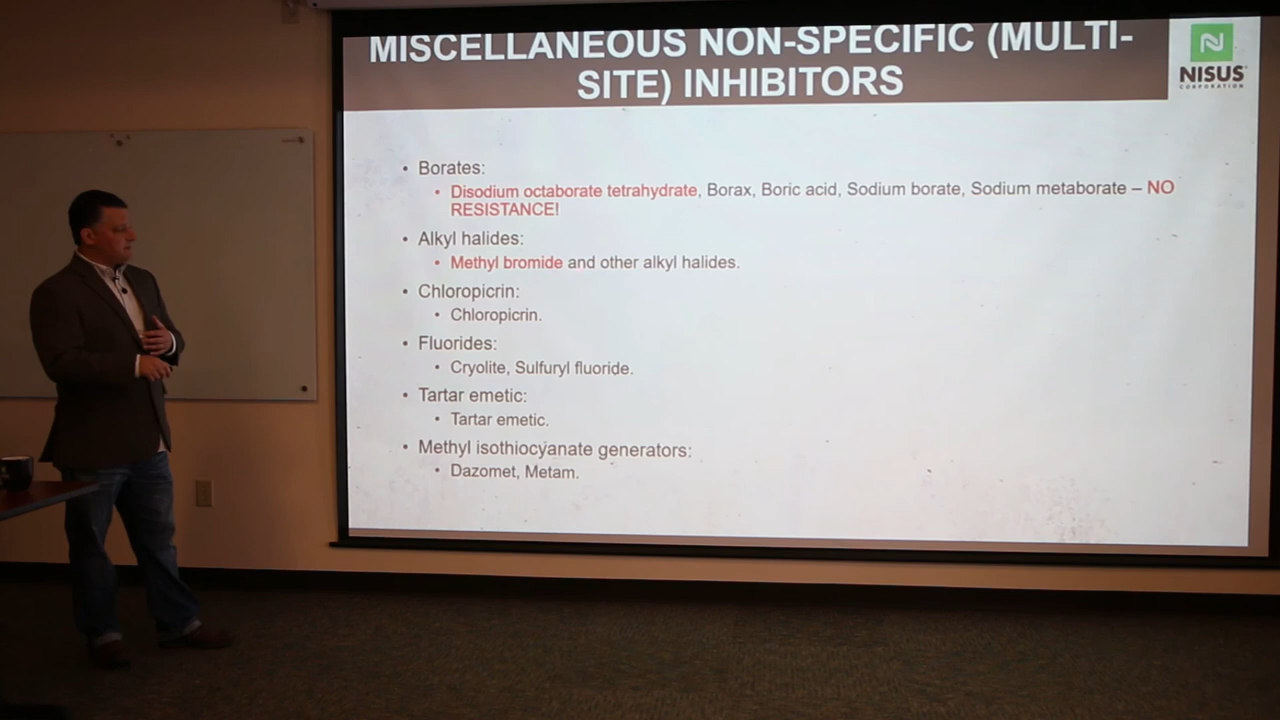 MISCELLANEOUS NON-SPECIFIC (MULTI-
SITE) INHIBITORS
NISUS
CORPORATION
• Borates:
• Disodium octaborate tetrahydrate, Borax, Boric acid, Sodium borate, Sodium metaborate – NO
RESISTANCE!
• Alkyl halides:
• Methyl bromide and other alkyl halides.
• Chloropicrin:
• Chloropicrin.
• Fluorides:
• Cryolite, Sulfuryl fluoride.
• Tartar emetic:
• Tartar emetic.
• Methyl isothiocyanate generators:
• Dazomet, Metam.